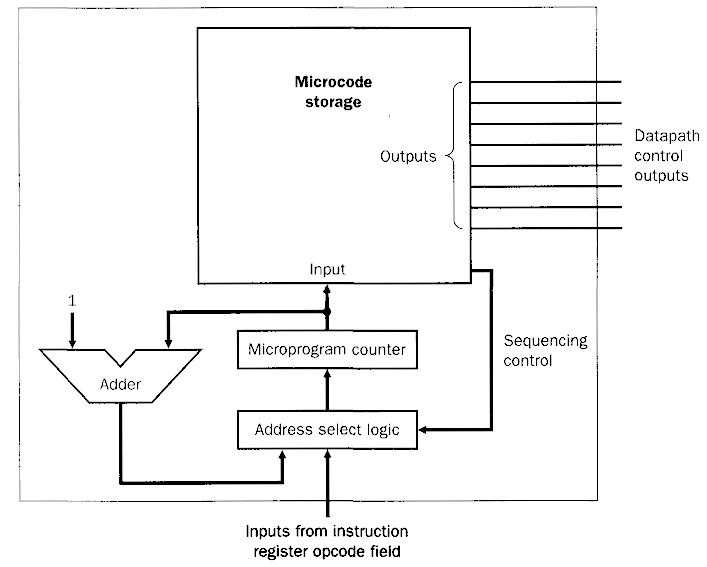 Microcode
storage
Outputs
Datapath
control
outputs
Input
1
Microprogram counter
Sequencing
control
Adder
Address select logic
Inputs from instruction
register opcode field